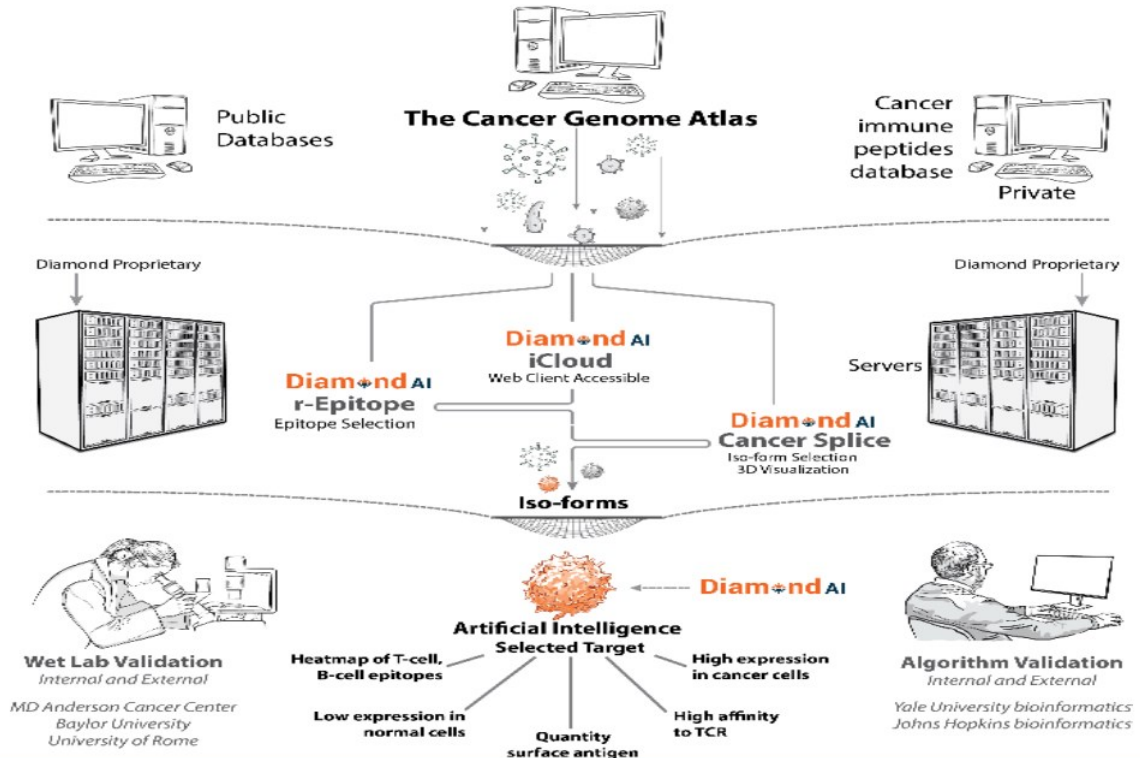 Public
Databases
The Cancer Genome Atlas
Cancer
immune
peptides
database
Private
Diamond Proprietary
Diamond Proprietary
Diamond AI
iCloud
Web Client Accessible
Servers
Diamond AI
r-Epitope
Epitope Selection
Diamond AI
Cancer Splice
Iso-form Selection
3D Visualization
Iso-forms
Diamond AI
Artificial Intelligence
Selected Target
Heatmap of T-cell,
B-cell epitopes
Low expression in
normal cells
Quantity
surface antigen
High affinity
to TCR
High expression
in cancer cells
Wet Lab Validation
Internal and External
MD Anderson Cancer Center
Baylor University
University of Rome
Algorithm Validation
Internal and External
Yale University bioinformatics
Johns Hopkins bioinformatics